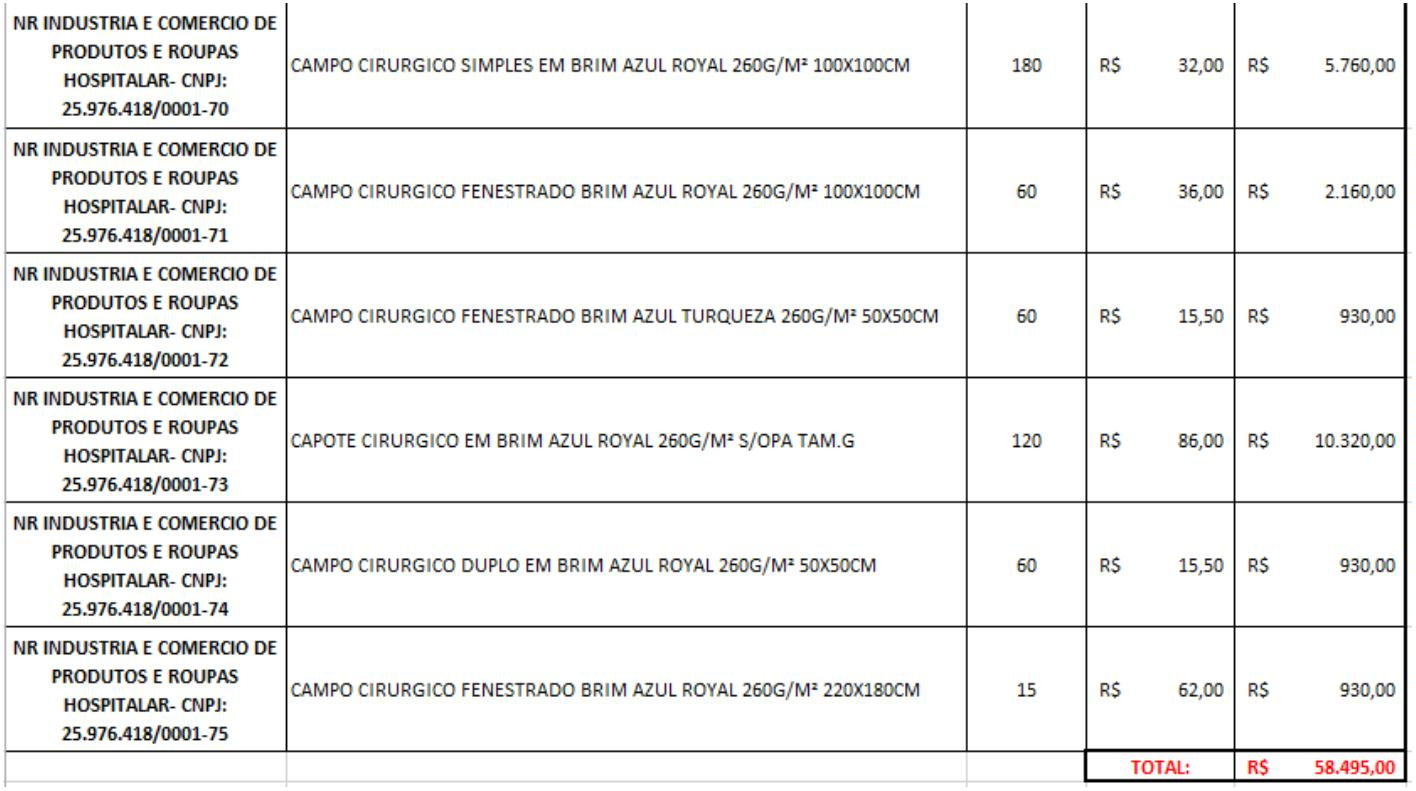 NR INDUSTRIA E COMERCIO DE
PRODUTOS E ROUPAS
HOSPITALAR- CNPJ:
25.976.418/0001-70
CAMPO CIRURGICO SIMPLES EM BRIM AZUL ROYAL 260G/M² 100X100CM 180 R$ 32,00 R$ 5.760,00
NR INDUSTRIA E COMERCIO DE
PRODUTOS E ROUPAS
HOSPITALAR- CNPJ:
25.976.418/0001-71
CAMPO CIRURGICO FENESTRADO BRIM AZUL ROYAL 260G/M² 100X100CM 60 R$ 36,00 R$ 2.160,00
NR INDUSTRIA E COMERCIO DE
PRODUTOS E ROUPAS
HOSPITALAR- CNPJ:
25.976.418/0001-72
CAMPO CIRURGICO FENESTRADO BRIM AZUL TURQUEZA 260G/M² 50X50CM 60 R$ 15,50 R$ 930,00
NR INDUSTRIA E COMERCIO DE
PRODUTOS E ROUPAS
HOSPITALAR- CNPJ:
25.976.418/0001-73
CAPOTE CIRURGICO EM BRIM AZUL ROYAL 260G/M² S/OPA TAM.G 120 R$ 86,00 R$ 10.320,00
NR INDUSTRIA E COMERCIO DE
PRODUTOS E ROUPAS
HOSPITALAR- CNPJ:
25.976.418/0001-74
CAMPO CIRURGICO DUPLO EM BRIM AZUL ROYAL 260G/M² 50X50CM 60 R$ 15,50 R$ 930,00
NR INDUSTRIA E COMERCIO DE
PRODUTOS E ROUPAS
HOSPITALAR- CNPJ:
25.976.418/0001-75
CAMPO CIRURGICO FENESTRADO BRIM AZUL ROYAL 260G/M² 220X180CM 15 R$ 62,00 R$ 930,00
TOTAL: R$ 58.495,00